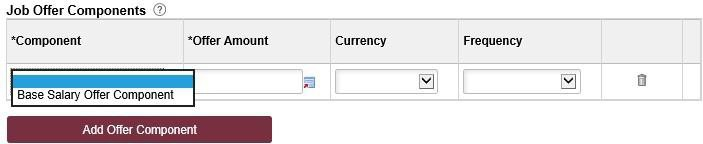 Job Offer Components ?
*Component *Offer Amount Currency Frequency
Base Salary Offer Component
Add Offer Component